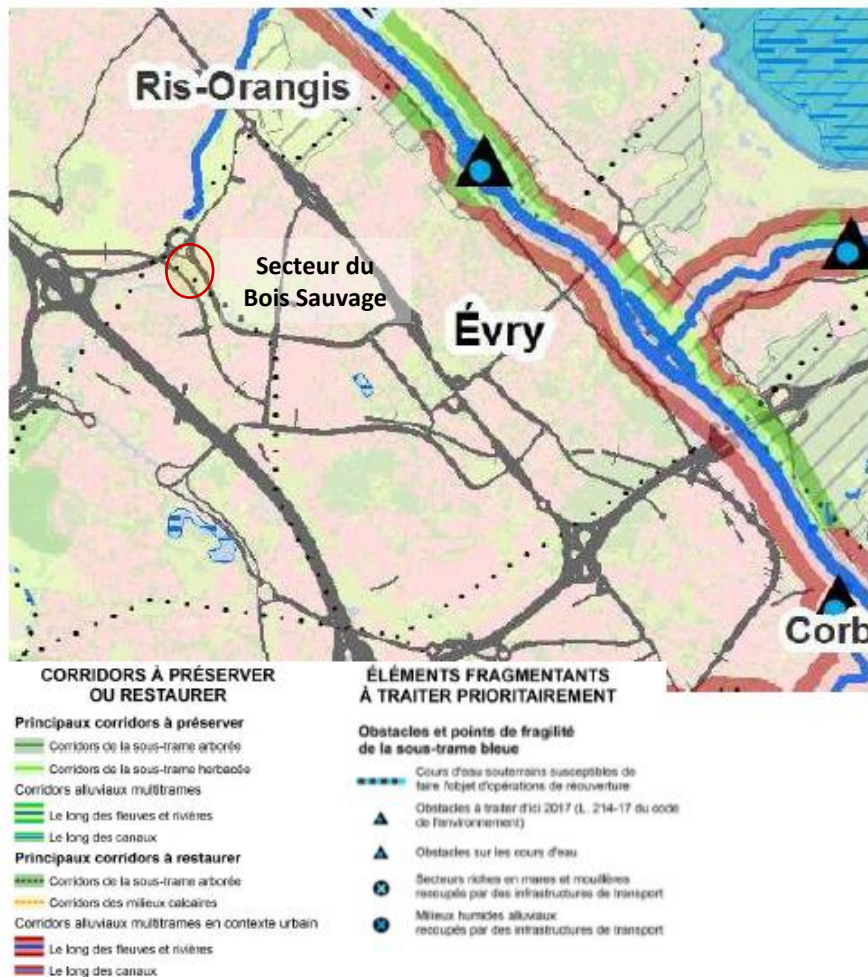 Ris-Orangis
Secteur du
Bois Sauvage
Évry
Corb
CORRIDORS À PRÉSERVER
OU RESTAURER
Principaux corridors à préserver
Corridors de la sous-trame arborée
Corridors de la sous-trame herbacée
Corridors alluviaux multitrames
Le long des fleuves et rivières
Le long des canaux
Principaux corridors à restaurer
Corridors de la sous-trame arborée
Corridors des milieux calcaires
Corridors alluviaux multitrames en contexte urbain
Le long des fleuves et rivières
Le long des canaux
ÉLÉMENTS FRAGMENTANTS
À TRAITER PRIORITAIREMENT
Obstacles et points de fragilité
de la sous-trame bleue
Cours d'eau souterrains susceptibles de
faire l'objet d'opérations de réouverture
Obstacles à traiter d'ici 2017 (L. 214-17 du code
de l'environnement)
Obstacles sur les cours d'eau
Secteurs riches en mares et mouillères
recoupés par des infrastructures de transport
Milieux humides alluviaux
recoupés par des infrastructures de transport